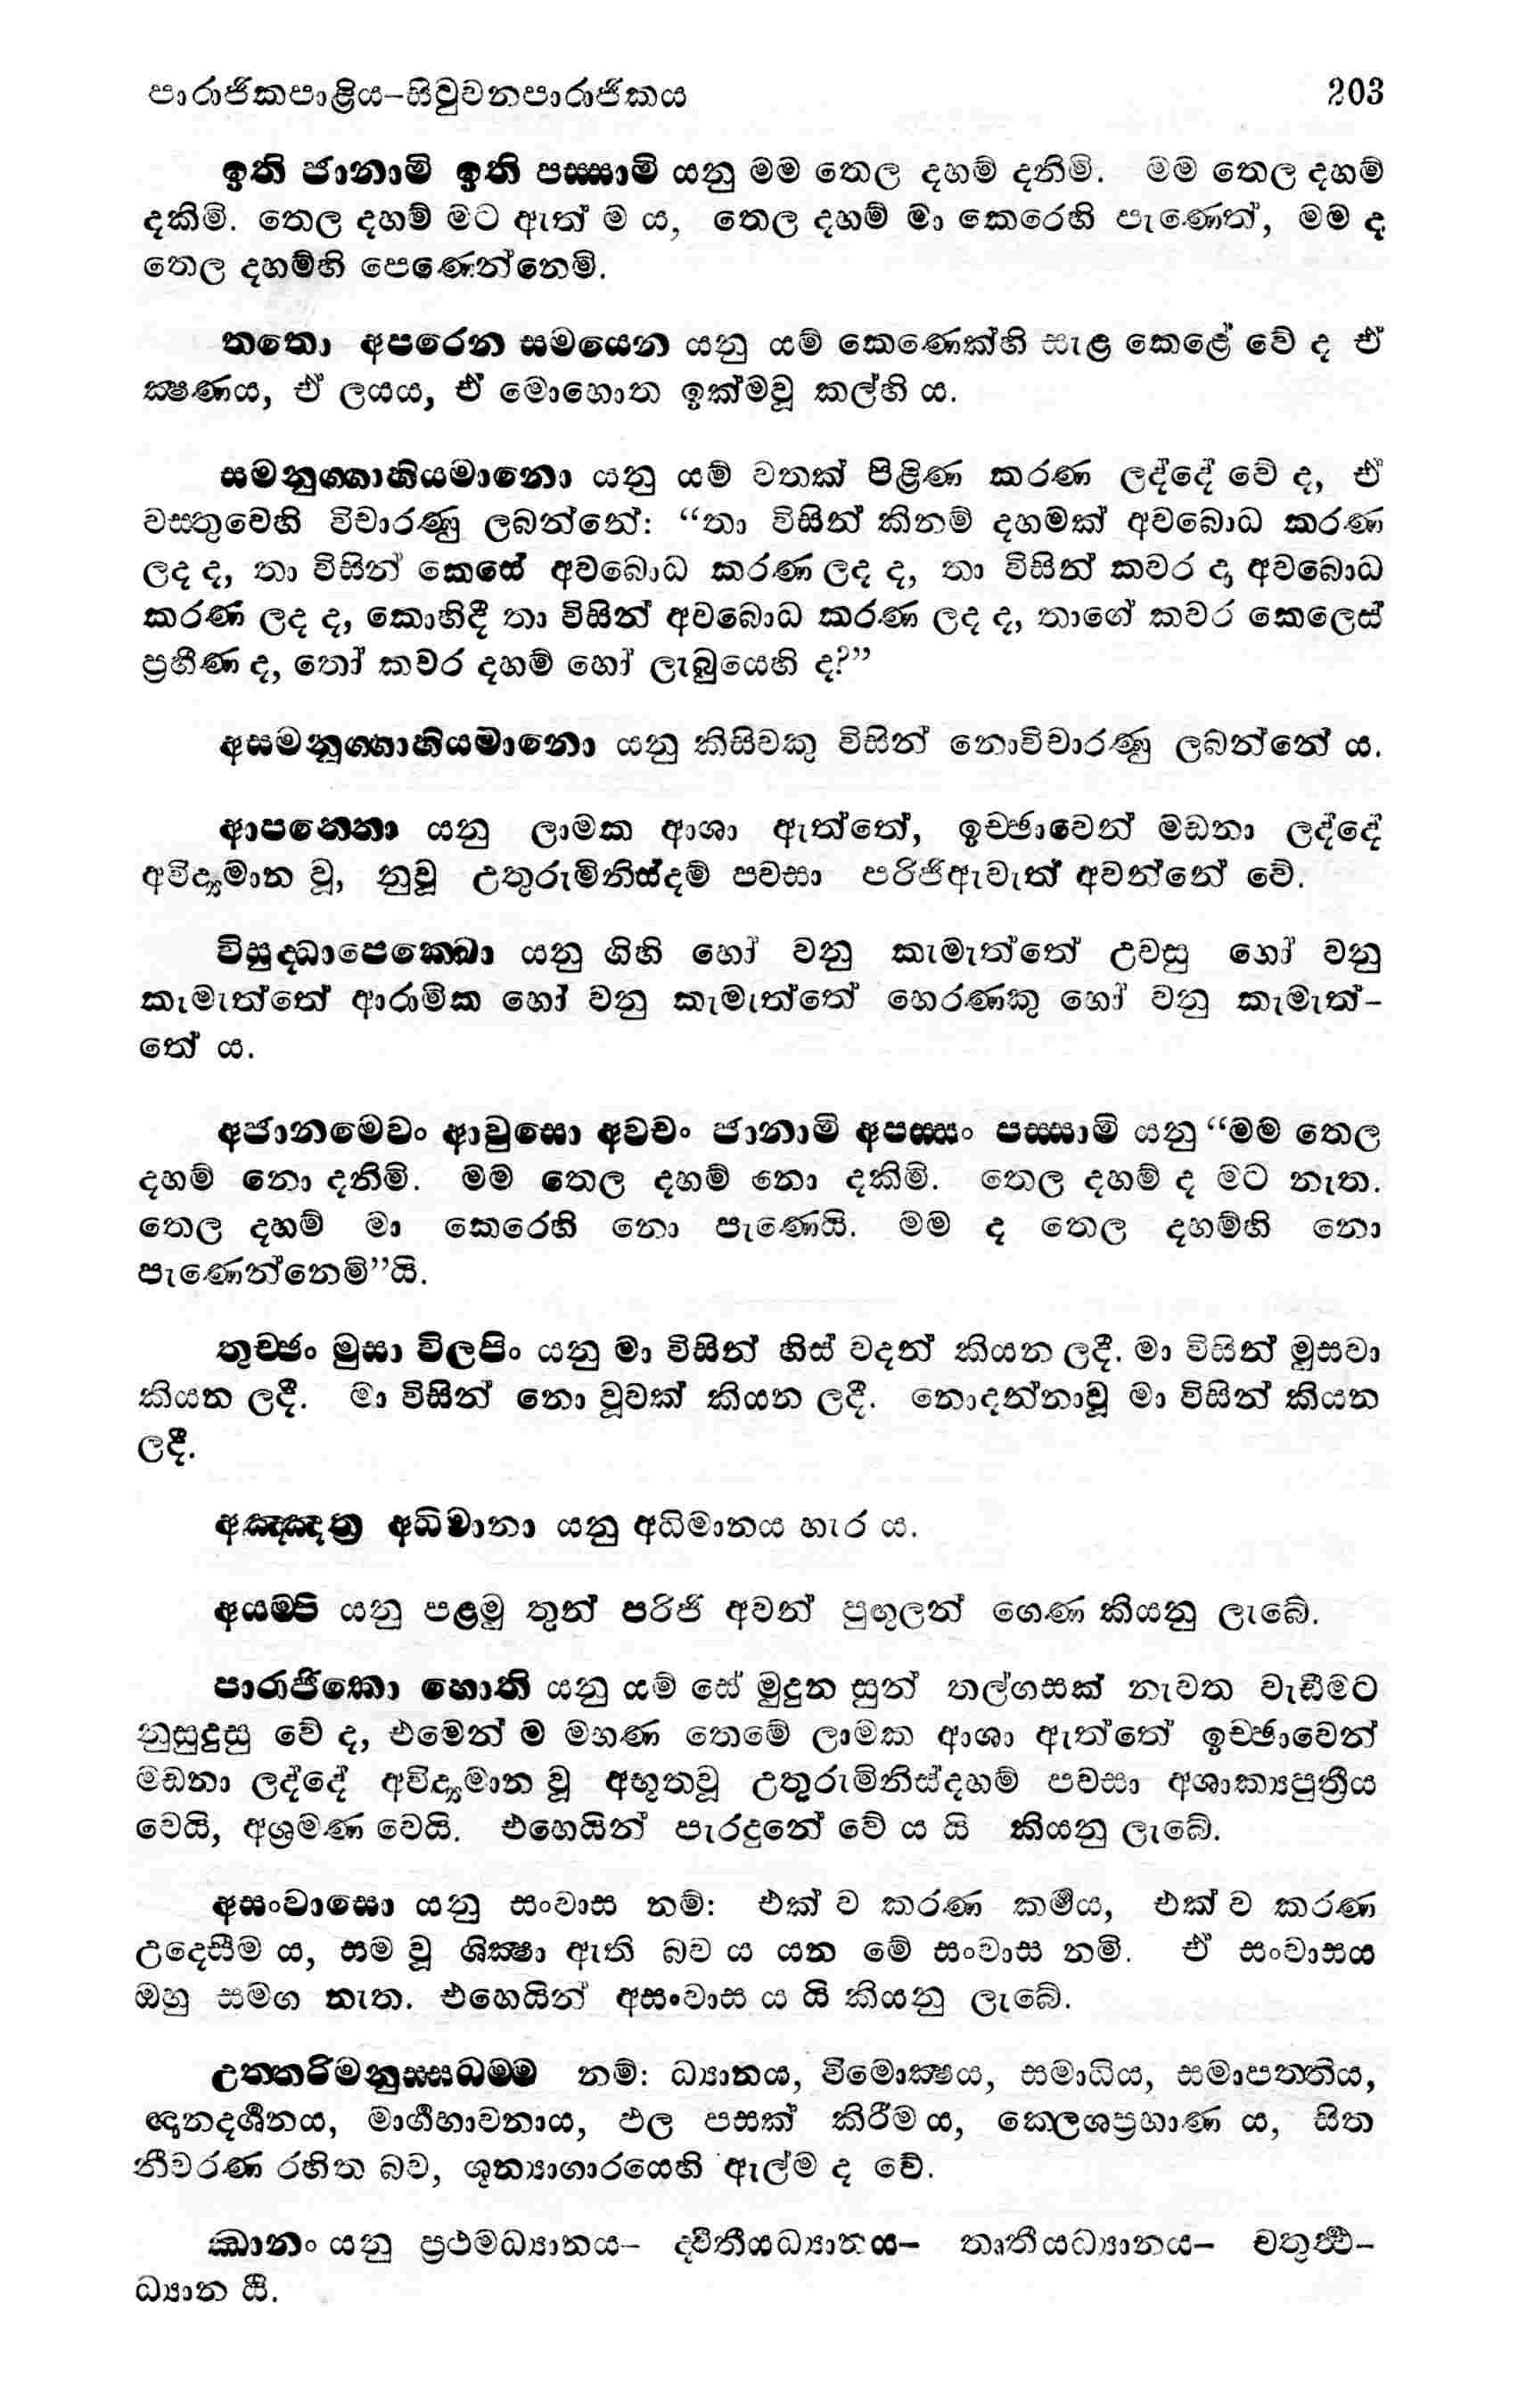 පාරාජිකපාළිය-සිවුවනපාරාජිකය 203
ඉති ජානාමි ඉති පස්සාමි යනු මම තෙල දහම් දනිමි. මම තෙල දහම්
දකිමි. තෙල දහම් මට ඇත් ම ය, තෙල දහම් මා කෙරෙහි පැණෙත්, මම ද
තෙල දහම්හි පෙණෙන්නෙමි.
තතො අපරෙන සමයෙන යනු යම් කෙණෙක්හි සැළ කෙළේ වේ ද ඒ
ක්‍ෂණය, ඒ ලයය, ඒ මොහොත ඉක්මවූ කල්හි ය.
සමනුග්ගාහියමානො යනු යම් වතක් පිළිණ කරණ ලද්දේ වේ ද, ඒ
වස්තුවෙහි විචාරණු ලබන්නේ: “තා විසින් කිනම් දහමක් අවබොධ කරණ
ලද ද, තා විසින් කෙසේ අවබොධ කරණ ලද ද, තා විසින් කවර දා අවබොධ
කරණ ලද ද, කොහිදී තා විසින් අවබොධ කරණ ලද ද, තාගේ කවර කෙලෙස්
ප්‍රහීණ ද, තෝ කවර දහම් හෝ ලැබුයෙහි ද?”
අසමනුග්ගාහියමානො යනු කිසිවකු විසින් නොවිචාරණු ලබන්නේ ය.
ආපන්නො යනු ලාමක ආශා ඇත්තේ, ඉච්ඡාවෙන් මඩනා ලද්දේ
අවිද්‍යමාන වූ, නුවූ උතුරුමිනිස්දම් පවසා පරිජිඇවැත් අවන්නේ වේ.
විසුද්ධාපෙක්ඛො යනු ගිහි හෝ වනු කැමැත්තේ උවසු හෝ වනු
කැමැත්තේ ආරාමික හෝ වනු කැමැත්තේ හෙරණකු හෝ වනු කැමැත්-
තේ ය.
අජානමෙවං ආවුසො අවචං ජානාමි අපස්සං පස්සාමි යනු “මම තෙල
දහම් නො දනිමි. මම තෙල දහම් නො දකිමි. තෙල දහම් ද මට නැත.
තෙල දහම් මා කෙරෙහි නො පැණෙයි. මම ද තෙල දහම්හි නො
පැණෙන්නෙමි”යි.
තුච්ඡං මුසා විලපිං යනු මා විසින් හිස් වදන් කියන ලදී. මා විසින් මුසවා
කියන ලදී. මා විසින් නො වූවක් කියන ලදී. නොදන්නාවූ මා විසින් කියන
ලදී.
අඤ්ඤත්‍ර අධිමානා යනු අධිමානය හැර ය.
අයම්පි යනු පළමු තුන් පරිජි අවන් පුඟුලන් ගෙණ කියනු ලැබේ.
පාරාජිකො හොති යනු යම් සේ මුදුන සුන් තල්ගසක් නැවත වැඩීමට
නුසුදුසු වේ ද, එමෙන් ම මහණ තෙමේ ලාමක ආශා ඇත්තේ ඉච්ඡාවෙන්
මඩනා ලද්දේ අවිද්‍යමාන වූ අභූතවූ උතුරුමිනිස්දහම් පවසා අශාක්‍යපුත්‍රීය
වෙයි, අශ්‍රමණ වෙයි. එහෙයින් පැරදුනේ වේ ය යි කියනු ලැබේ.
අසංවාසො යනු සංවාස නම්: එක් ව කරණ කර්‍මය, එක් ව කරණ
උදෙසීම ය, සම වූ ශික්‍ෂා ඇති බව ය යන මේ සංවාස නමි. ඒ සංවාසය
ඔහු සමග නැත. එහෙයින් අසංවාස ය යි කියනු ලැබේ.
උත්තරිමනුස්සධම්ම නම්: ධ්‍යානය, විමොක්‍ෂය, සමාධිය, සමාපත්තිය,
ඥානදර්‍ශනය, මාර්‍ගභාවනාය, ඵල පසක් කිරීම ය, ක්ලෙශප්‍රහාණ ය, සිත
නීවරණ රහිත බව, ශූන්‍යාගාරයෙහි ඇල්ම ද වේ.
ඣානං යනු ප්‍රථමධ්‍යානය- ද්විතීයධ්‍යානය- තෘතීයධ්‍යානය- චතුර්‍ථ-
ධ්‍යාන යි.